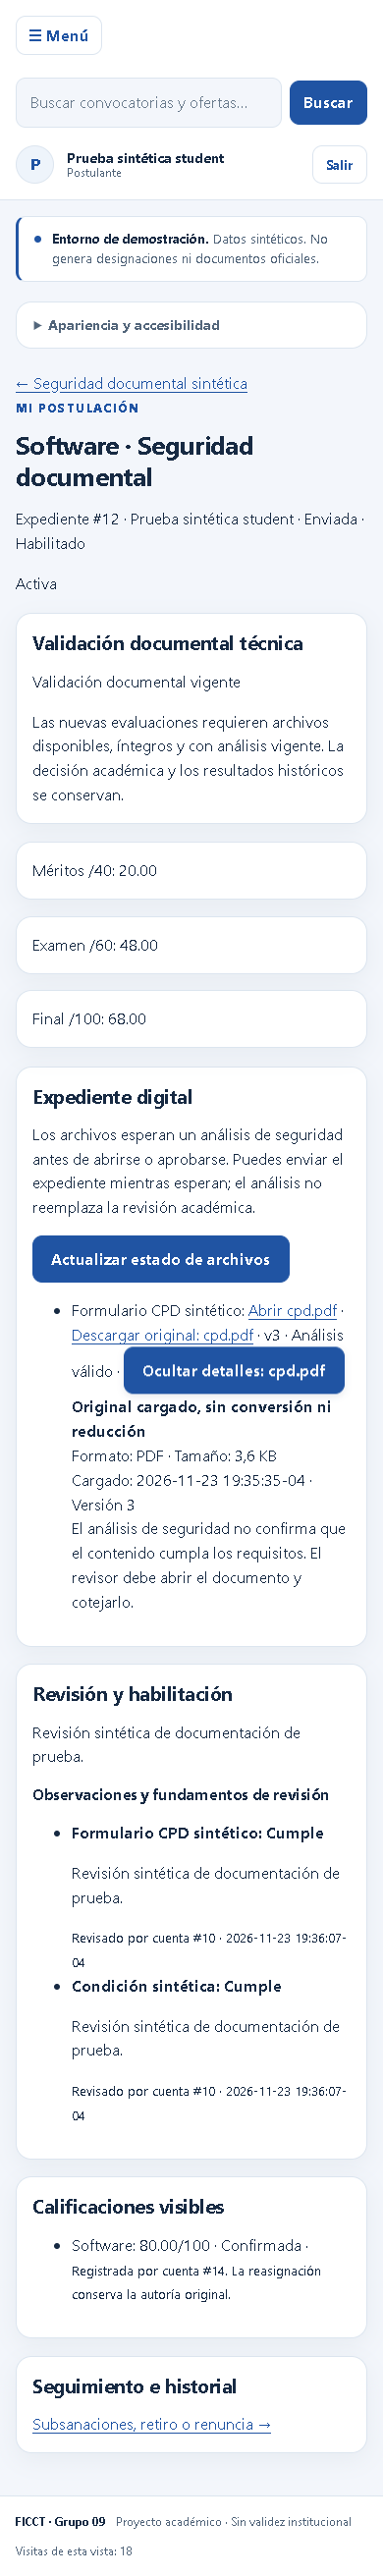 ☰ Menú
Buscar convocatorias y ofertas...
Buscar
P
Prueba sintética student
Postulante
Salir
Entorno de demostración. Datos sintéticos. No
genera designaciones ni documentos oficiales.
▶ Apariencia y accesibilidad
← Seguridad documental sintética
MI POSTULACIÓN
Software · Seguridad
documental
Expediente #12 · Prueba sintética student · Enviada ·
Habilitado
Activa
Validación documental técnica
Validación documental vigente
Las nuevas evaluaciones requieren archivos
disponibles, íntegros y con análisis vigente. La
decisión académica y los resultados históricos
se conservan.
Méritos /40: 20.00
Examen /60: 48.00
Final /100: 68.00
Expediente digital
Los archivos esperan un análisis de seguridad
antes de abrirse o aprobarse. Puedes enviar el
expediente mientras esperan; el análisis no
reemplaza la revisión académica.
Actualizar estado de archivos
• Formulario CPD sintético: Abrir cpd.pdf ·
Descargar original: cpd.pdf · v3 · Análisis
válido · Ocultar detalles: cpd.pdf
Original cargado, sin conversión ni
reducción
Formato: PDF · Tamaño: 3,6 KB
Cargado: 2026-11-23 19:35:35-04 ·
Versión 3
El análisis de seguridad no confirma que
el contenido cumpla los requisitos. El
revisor debe abrir el documento y
cotejarlo.
Revisión y habilitación
Revisión sintética de documentación de
prueba.
Observaciones y fundamentos de revisión
• Formulario CPD sintético: Cumple
Revisión sintética de documentación de
prueba.
Revisado por cuenta #10 · 2026-11-23 19:36:07-
04
• Condición sintética: Cumple
Revisión sintética de documentación de
prueba.
Revisado por cuenta #10 · 2026-11-23 19:36:07-
04
Calificaciones visibles
• Software: 80.00/100 · Confirmada ·
Registrada por cuenta #14. La reasignación
conserva la autoría original.
Seguimiento e historial
Subsanaciones, retiro o renuncia →
FICCT · Grupo 09 Proyecto académico · Sin validez institucional
Visitas de esta vista: 18